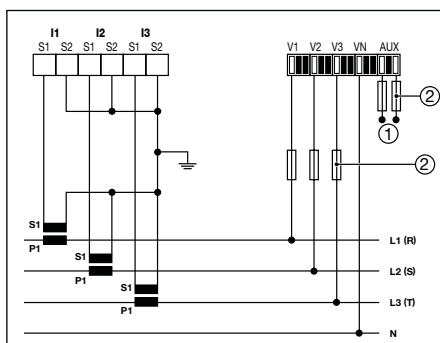 I1 I2 I3
S1 S2 S1 S2 S1 S2
V1 V2 V3 VN AUX
2
1
2
S1
P1
L1 (R)
S1
P1
L2 (S)
S1
P1
L3 (T)
N